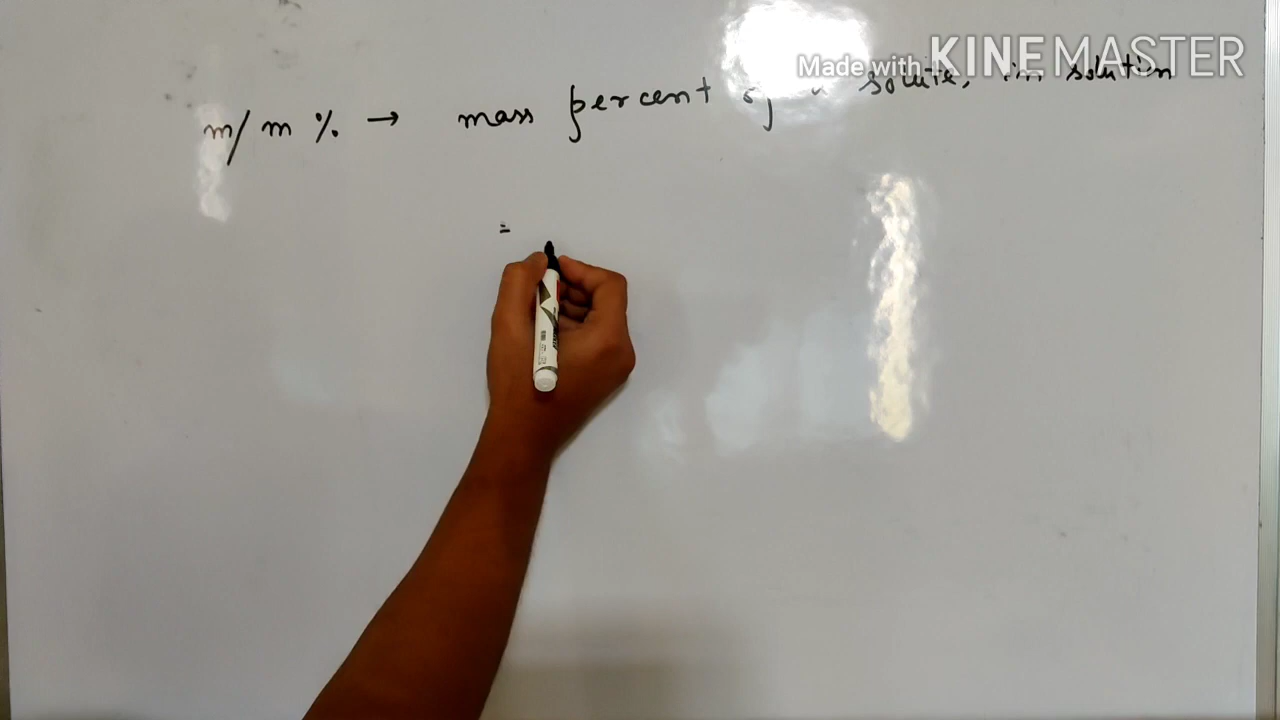 Made with KINEMASTER
m/m % → mass percent of a solute, in solution
=